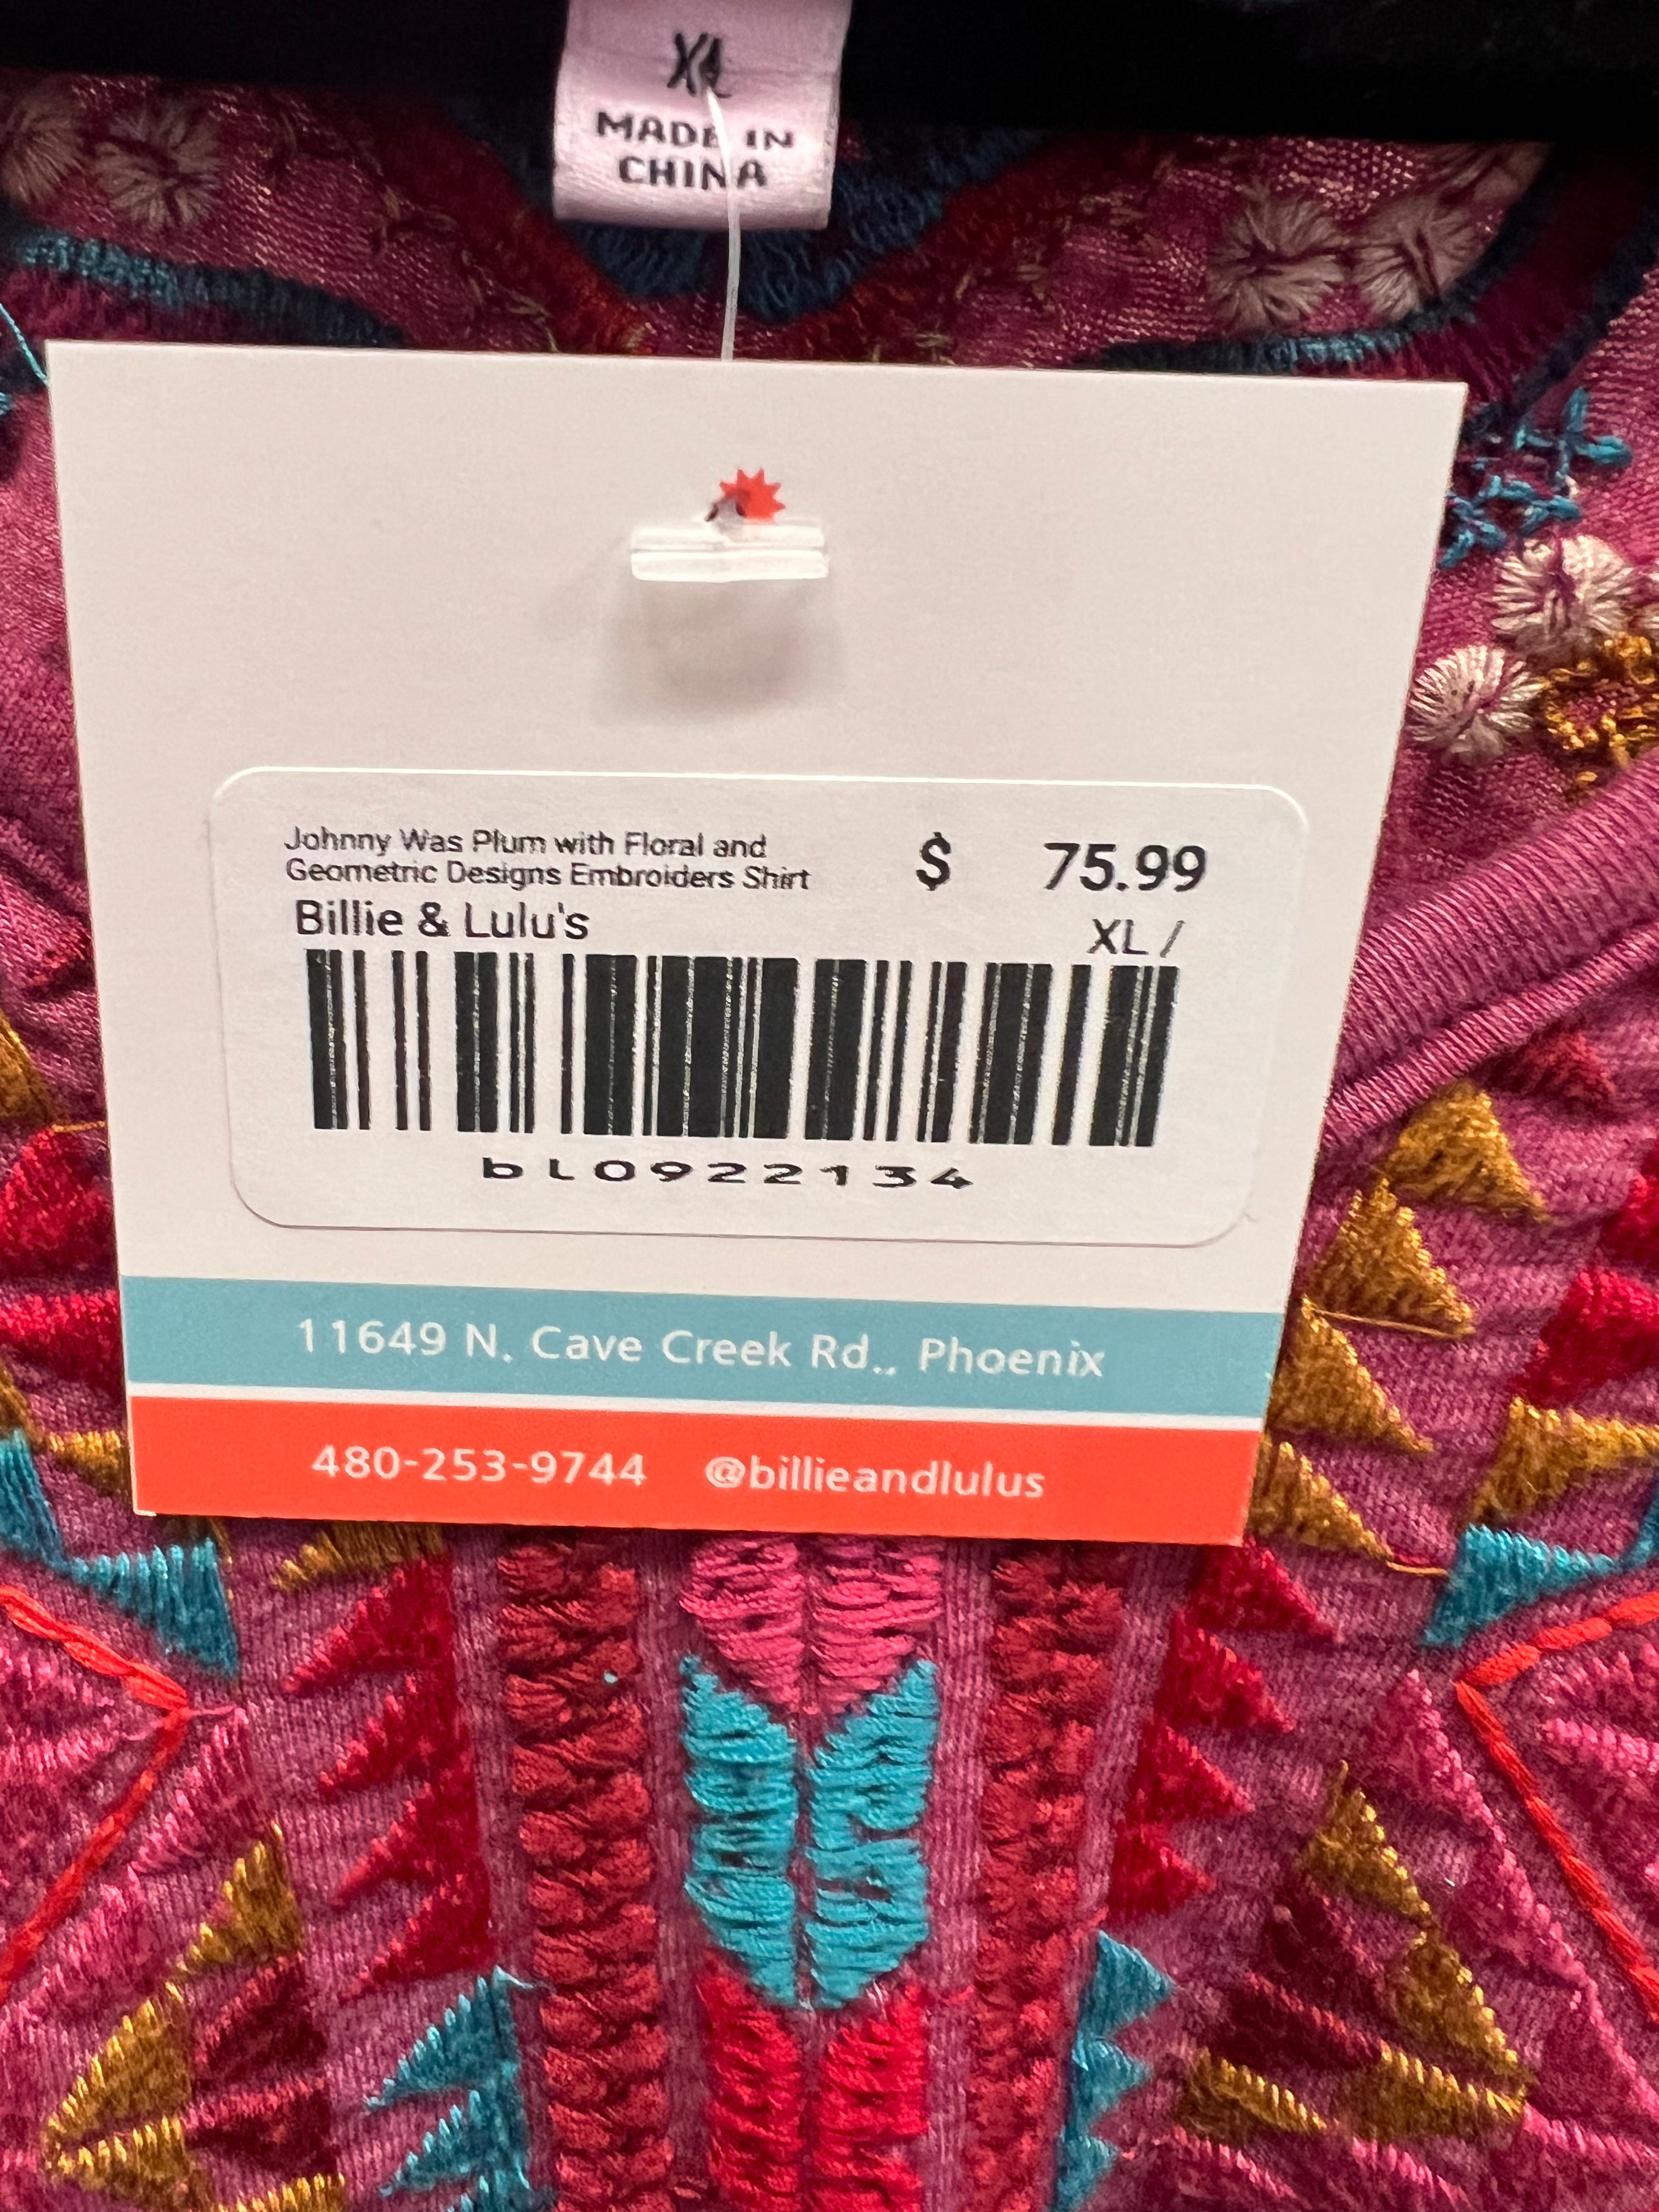 XL
MADE IN
CHINA
Johnny Was Plum with Floral and
Geometric Designs Embroiders Shirt
$ 75.99
Billie & Lulu's
XL /
bL0922134
11649 N. Cave Creek Rd., Phoenix
480-253-9744 @billieandlulus